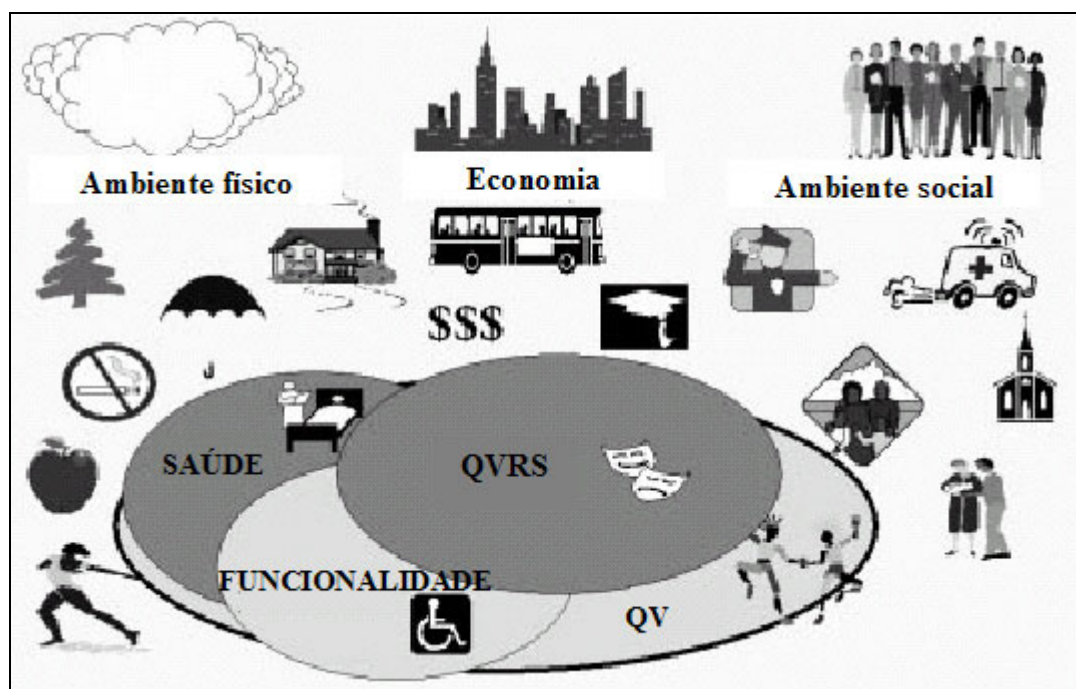 Ambiente físico
Economia
Ambiente social
$$$
SAÚDE
QVRS
FUNCIONALIDADE
QV